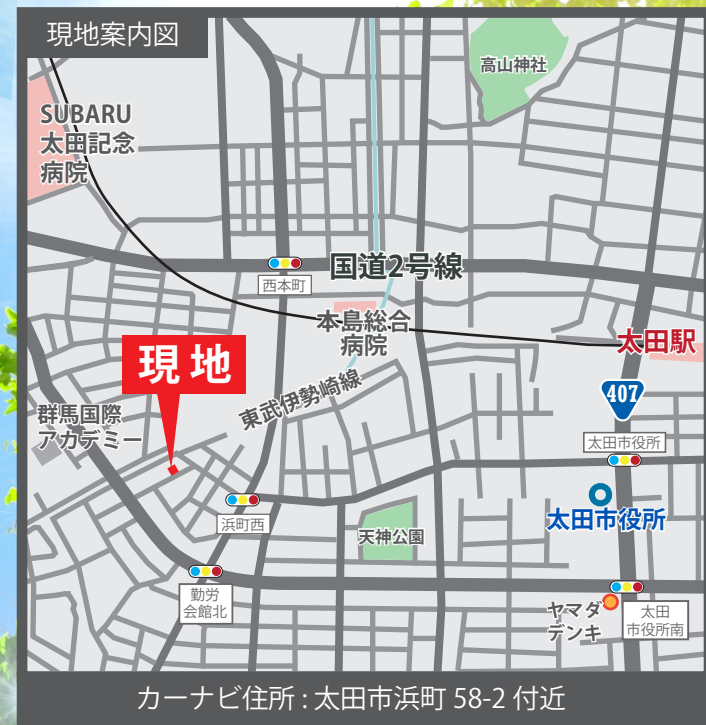 現地案内図
高山神社
SUBARU
太田記念
病院
国道2号線
西本町
本島総合
病院
太田駅
現地
407
東武伊勢崎線
群馬国際
アカデミー
太田市役所
浜町西
太田市役所
天神公園
勤労
会館北
ヤマダ
デンキ
太田
市役所南
カーナビ住所 : 太田市浜町 58-2 付近